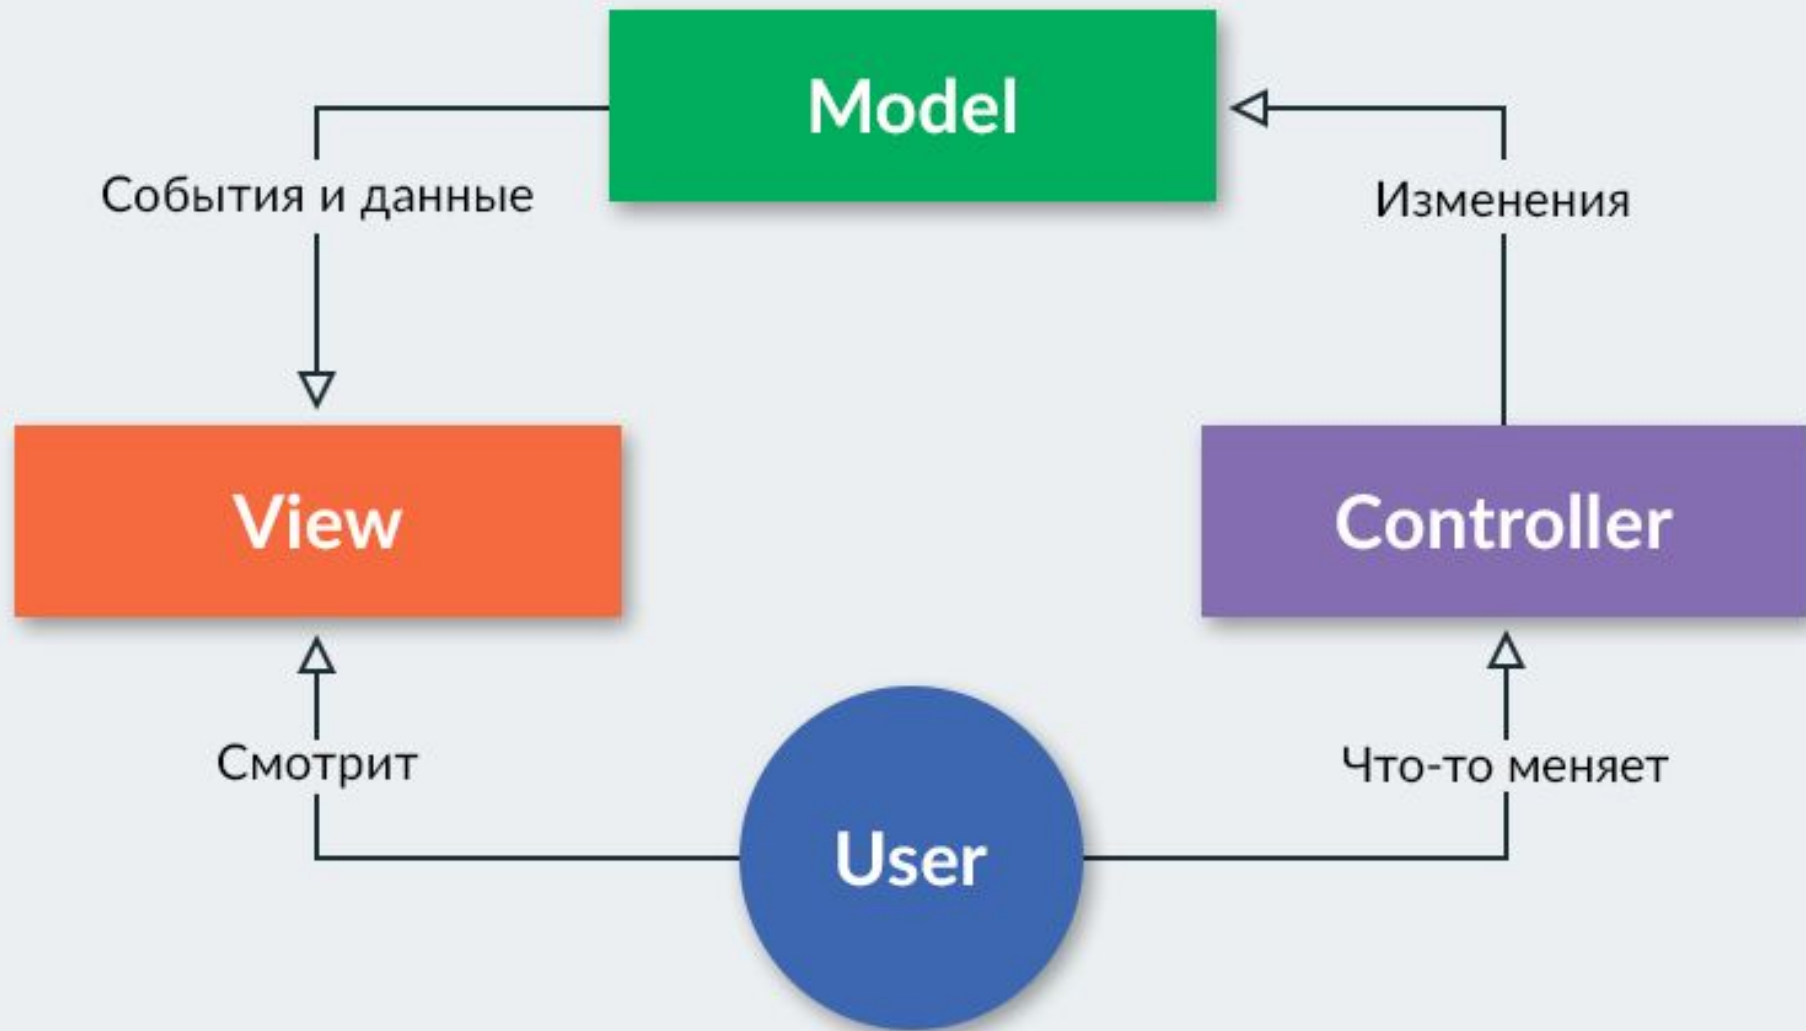 Model
События и данные
Изменения
View
Controller
Смотрит
Что-то меняет
User